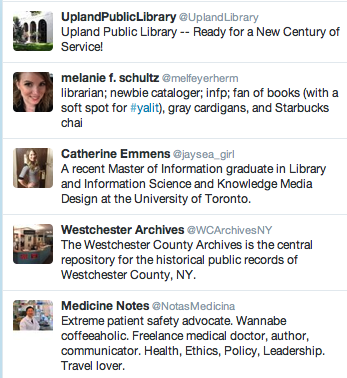 UplandPublicLibrary @UplandLibrary
Upland Public Library -- Ready for a New Century of
Service!
melanie f. schultz @melfeyerherm
librarian; newbie cataloger; infp; fan of books (with a
soft spot for #yalit), gray cardigans, and Starbucks
chai
Catherine Emmens @jaysea_girl
A recent Master of Information graduate in Library
and Information Science and Knowledge Media
Design at the University of Toronto.
Westchester Archives @WCArchivesNY
The Westchester County Archives is the central
repository for the historical public records of
Westchester County, NY.
Medicine Notes @NotasMedicina
Extreme patient safety advocate. Wannabe
coffeeaholic. Freelance medical doctor, author,
communicator. Health, Ethics, Policy, Leadership.
Travel lover.